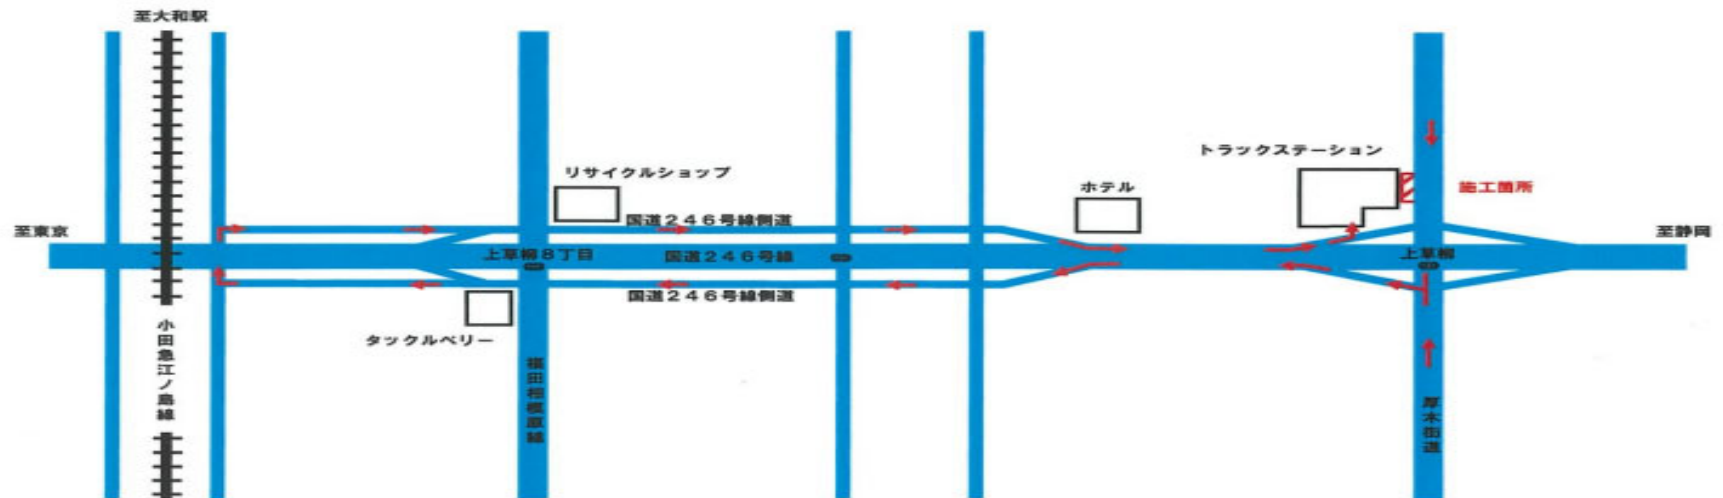 至大和駅
トラックステーション
リサイクルショップ
ホテル
施工箇所
国道２４６号線側道
至東京
至静岡
上草柳８丁目
国道２４６号線
上草柳
国道２４６号線側道
小田急江ノ島線
タックルベリー
福田相模原線
厚木街道